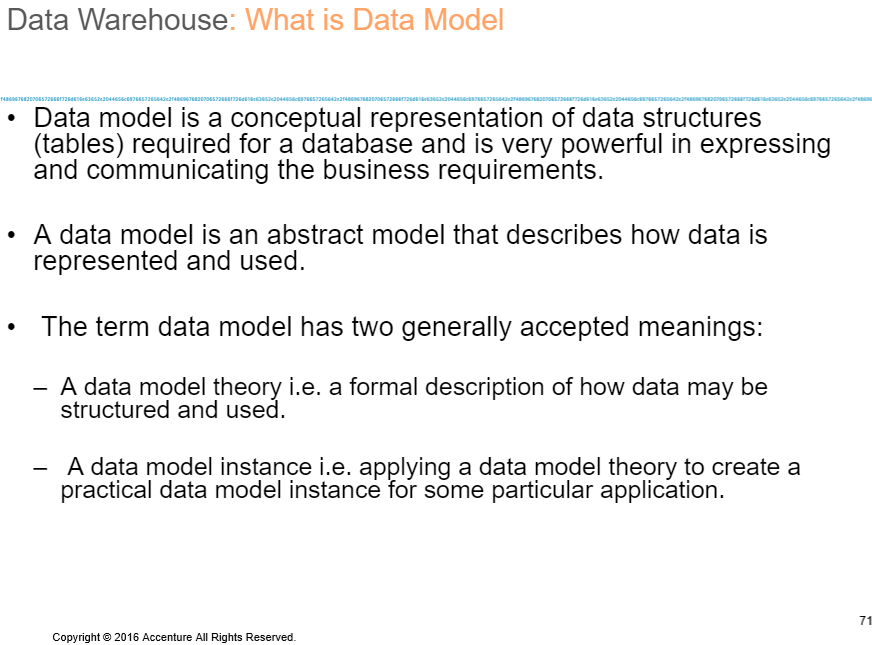 Data Warehouse: What is Data Model
• Data model is a conceptual representation of data structures
(tables) required for a database and is very powerful in expressing
and communicating the business requirements.
• A data model is an abstract model that describes how data is
represented and used.
• The term data model has two generally accepted meanings:
– A data model theory i.e. a formal description of how data may be
structured and used.
– A data model instance i.e. applying a data model theory to create a
practical data model instance for some particular application.
71
Copyright © 2016 Accenture All Rights Reserved.